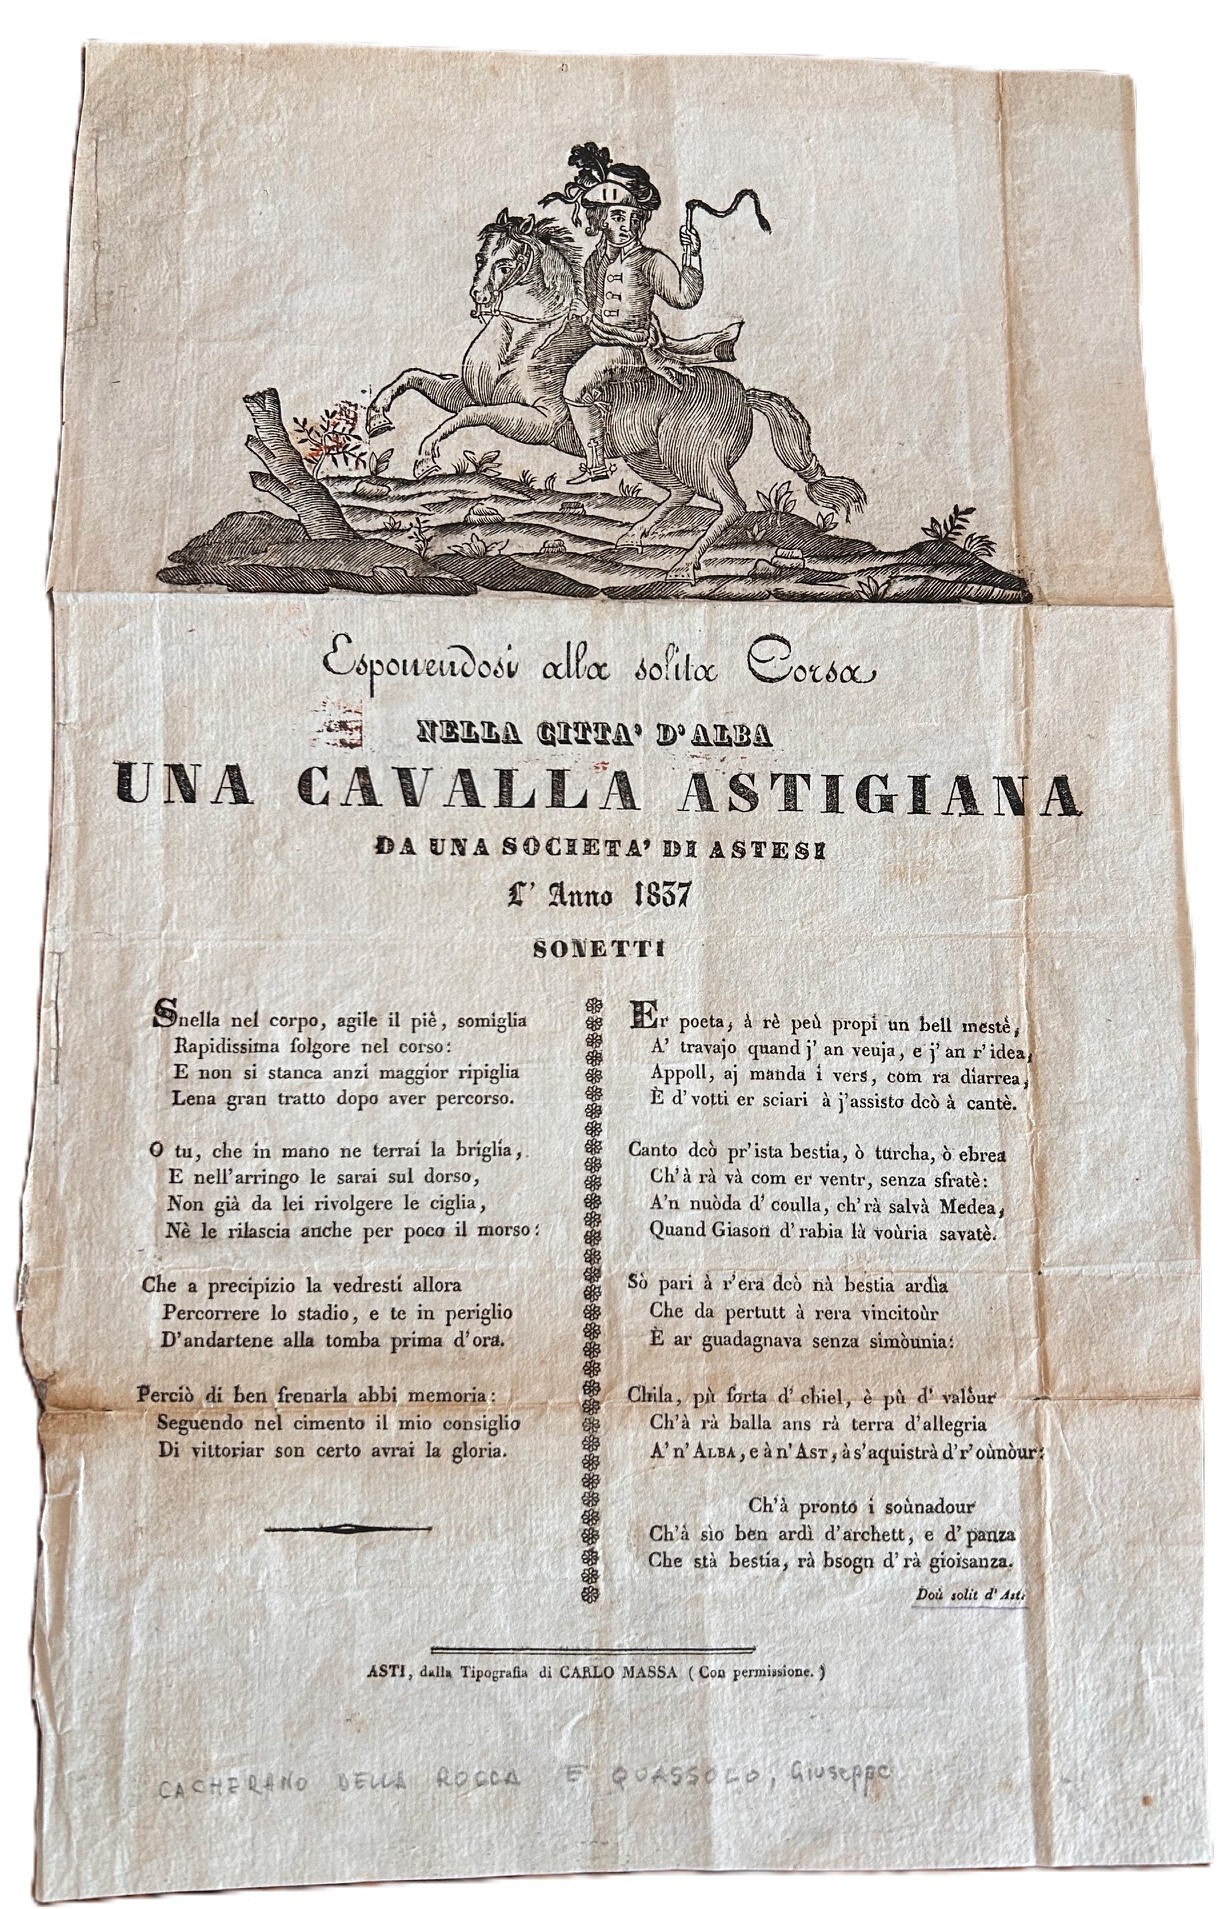 Esponendosi alla solita Corsa
NELLA CITTA' D'ALBA
UNA CAVALLA ASTIGIANA
DA UNA SOCIETA' DI ASTESI
L' Anno 1837
SONETTI
Snella nel corpo, agile il piè, somiglia
Rapidissima folgore nel corso:
E non si stanca anzi maggior ripiglia
Lena gran tratto dopo aver percorso.
O tu, che in mano ne terrai la briglia,
E nell'arringo le sarai sul dorso,
Non già da lei rivolgere le ciglia,
Nè le rilascia anche per poco il morso:
Che a precipizio la vedresti allora
Percorrere lo stadio, e te in periglio
D'andartene alla tomba prima d'ora.
Perciò di ben frenarla abbi memoria:
Seguendo nel cimento il mio consiglio
Di vittoriar son certo avrai la gloria.
Er poeta, à rè peù propi un bell mestè,
A' travajo quand j' an veuja, e j' an r'idea,
Appoll, aj manda i vers, com ra diarrea,
È d'votti er sciari à j'assisto dcò à cantè.
Canto dcò pr'ista bestia, ò turcha, ò ebrea
Ch'à rà và com er ventr, senza sfratè:
A'n nuòda d' coulla, ch'rà salvà Medea,
Quand Giason d'rabia là voùria savatè.
Sò pari à r'era dcò nà bestia ardìa
Che da pertutt à rera vincitoùr
È ar guadagnava senza simòunia:
Chila, pù forta d' chiel, è pù d' valoùr
Ch'à rà balla ans rà terra d'allegria
A'n' ALBA, e à n' AST, à s'aquistrà d'r'oùnòur:
Ch'à pronto i soùnadour
Ch'à sìo ben ardì d'archett, e d' panza
Che stà bestia, rà bsogn d'rà gioisanza.
Doù solit d' Ast.
ASTI, dalla Tipografia di CARLO MASSA (Con permissione.)
CACHERANO DELLA ROCCA E QUASSOLO, Giuseppe